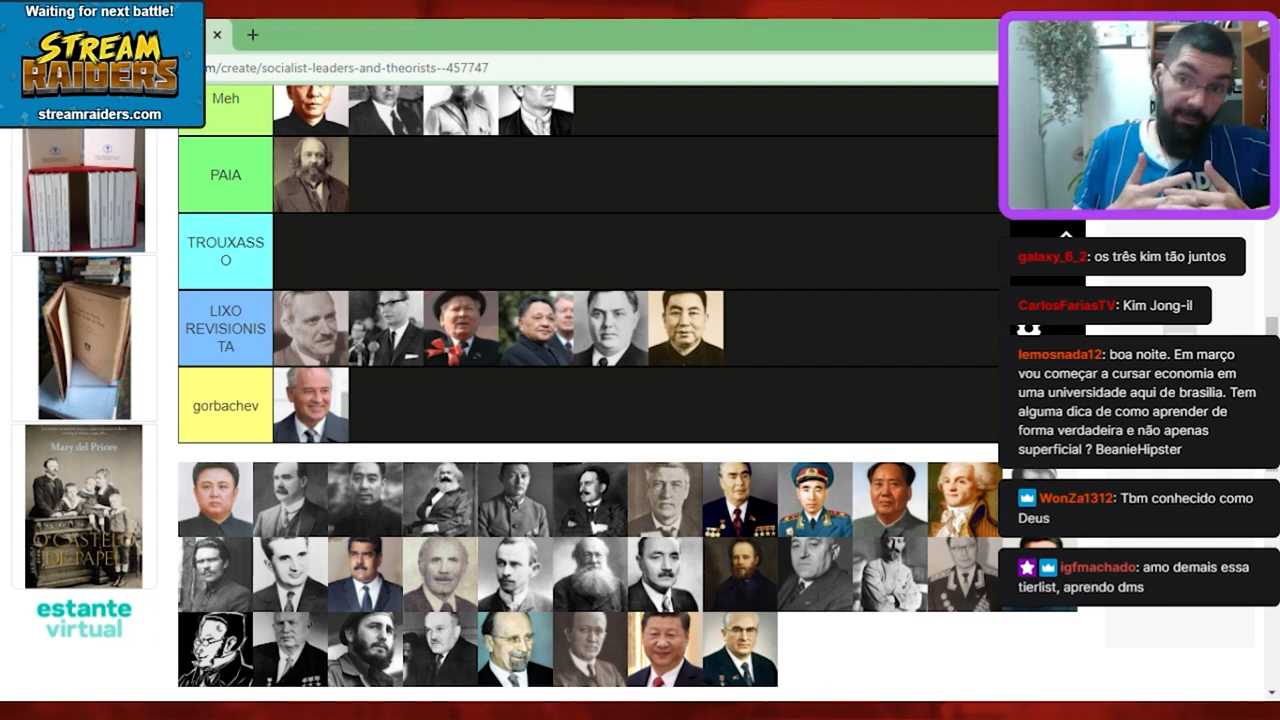 Waiting for next battle!
STREAM
RAIDERS
streamraiders.com
m/create/socialist-leaders-and-theorists--457747
Meh
PAIA
TROUXASS
O
LIXO
REVISIONIS
TA
gorbachev
Mary del Priore
O CASTELO
DE PAPEL
estante
virtual
galaxy_6_2: os três kim tão juntos
CarlosFariasTV: Kim Jong-il
lemosnada12: boa noite. Em março
vou começar a cursar economia em
uma universidade aqui de brasilia. Tem
alguma dica de como aprender de
forma verdadeira e não apenas
superficial ? BeanieHipster
WonZa1312: Tbm conhecido como
Deus
igfmachado: amo demais essa
tierlist, aprendo dms